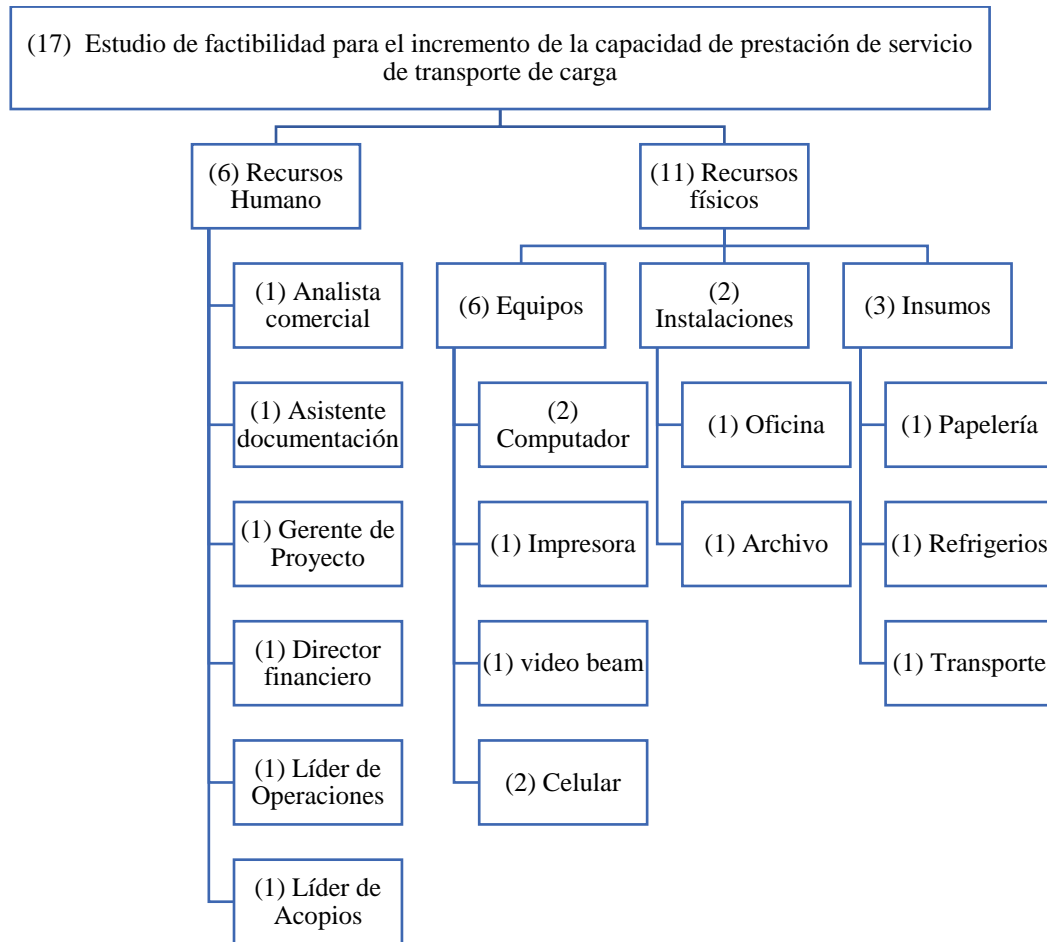 (17) Estudio de factibilidad para el incremento de la capacidad de prestación de servicio
de transporte de carga
(6) Recursos
Humano
(11) Recursos
físicos
(1) Analista
comercial
(1) Asistente
documentación
(1) Gerente de
Proyecto
(1) Director
financiero
(1) Líder de
Operaciones
(1) Líder de
Acopios
(6) Equipos
(2)
Computador
(1) Impresora
(1) video beam
(2) Celular
(2)
Instalaciones
(1) Oficina
(1) Archivo
(3) Insumos
(1) Papelería
(1) Refrigerios
(1) Transporte